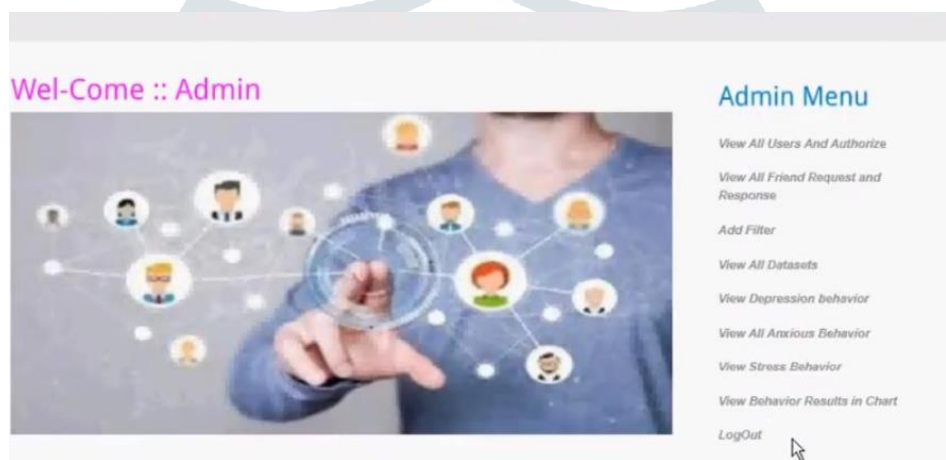 Wel-Come :: Admin
Admin Menu
View All Users And Authorize
View All Friend Request and
Response
Add Filter
View All Datasets
View Depression behavior
View All Anxious Behavior
View Stress Behavior
View Behavior Results in Chart
LogOut